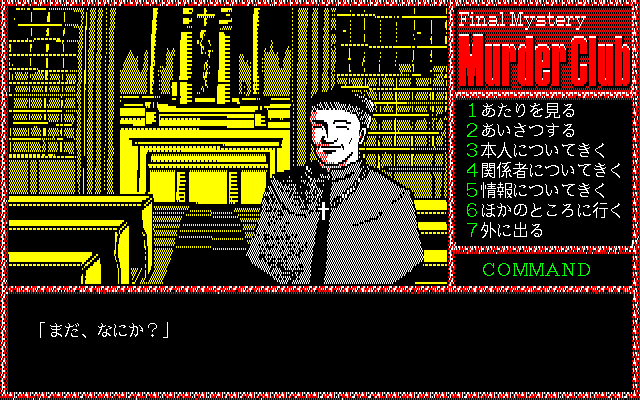 Final Mystery
Murder Club
1 あたりを見る
2 あいさつする
3 本人についてきく
4 関係者についてきく
5 情報についてきく
6 ほかのところに行く
7 外に出る
COMMAND
「まだ、なにか？」